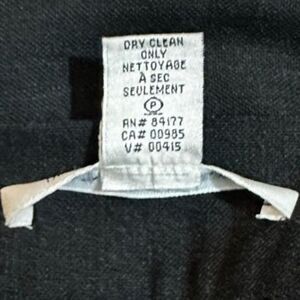 DRY CLEAN
ONLY
NETTOYAGE
À SEC
SEULEMENT
P
RN# 84177
CA# 00985
V# 00415